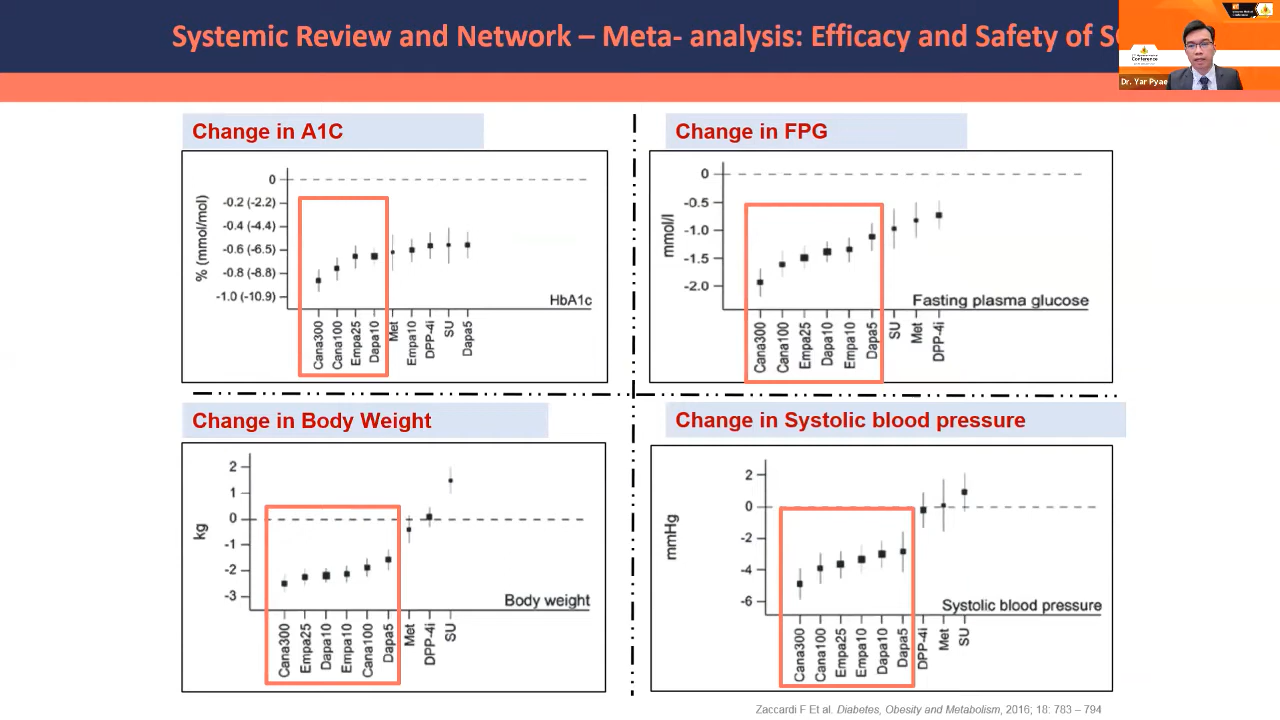 Systemic Review and Network – Meta- analysis: Efficacy and Safety of
Conference
Dr. Yar Pyae
Change in A1C
0
-0.2 (-2.2)
-0.4 (-4.4)
-0.6 (-6.5)
-0.8 (-8.8)
-1.0 (-10.9)
% (mmol/mol)
HbA1c
Cana300
Cana100
Empa25
Dapa10
Met
Empa10
DPP-4i
SU
Dapa5
Change in FPG
0
-0.5
-1.0
-1.5
-2.0
mmol/l
Fasting plasma glucose
Cana300
Cana100
Empa25
Dapa10
Empa10
Dapa5
SU
Met
DPP-4i
Change in Body Weight
2
1
0
-1
-2
-3
kg
Body weight
Cana300
Empa25
Dapa10
Empa10
Cana100
Dapa5
Met
DPP-4i
SU
Change in Systolic blood pressure
2
0
-2
-4
-6
mmHg
Systolic blood pressure
Cana300
Cana100
Empa25
Empa10
Dapa10
Dapa5
DPP-4i
Met
SU
Zaccardi F Et al. Diabetes, Obesity and Metabolism, 2016; 18: 783 – 794